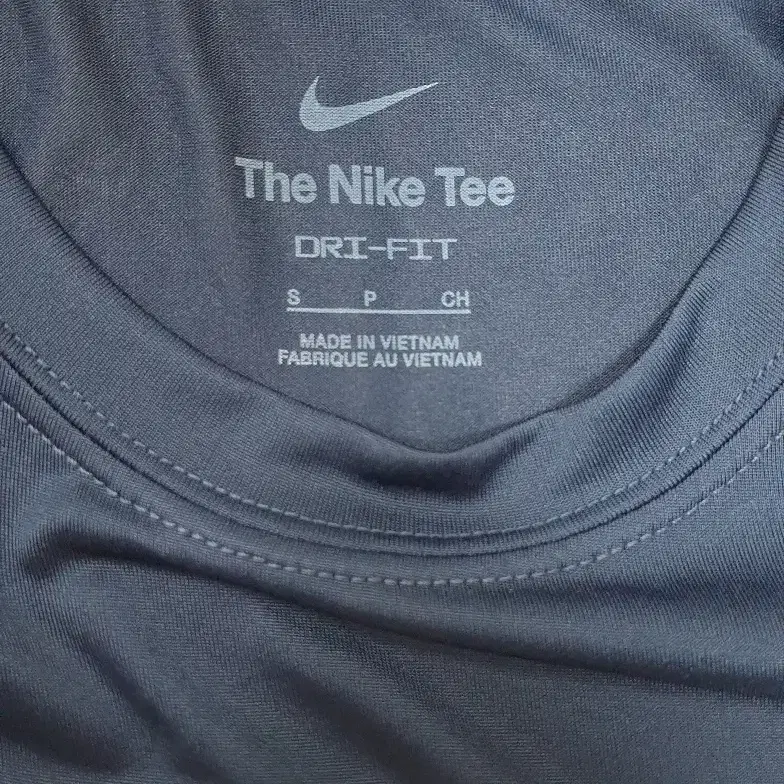 The Nike Tee
DRI-FIT
S P CH
MADE IN VIETNAM
FABRIQUE AU VIETNAM